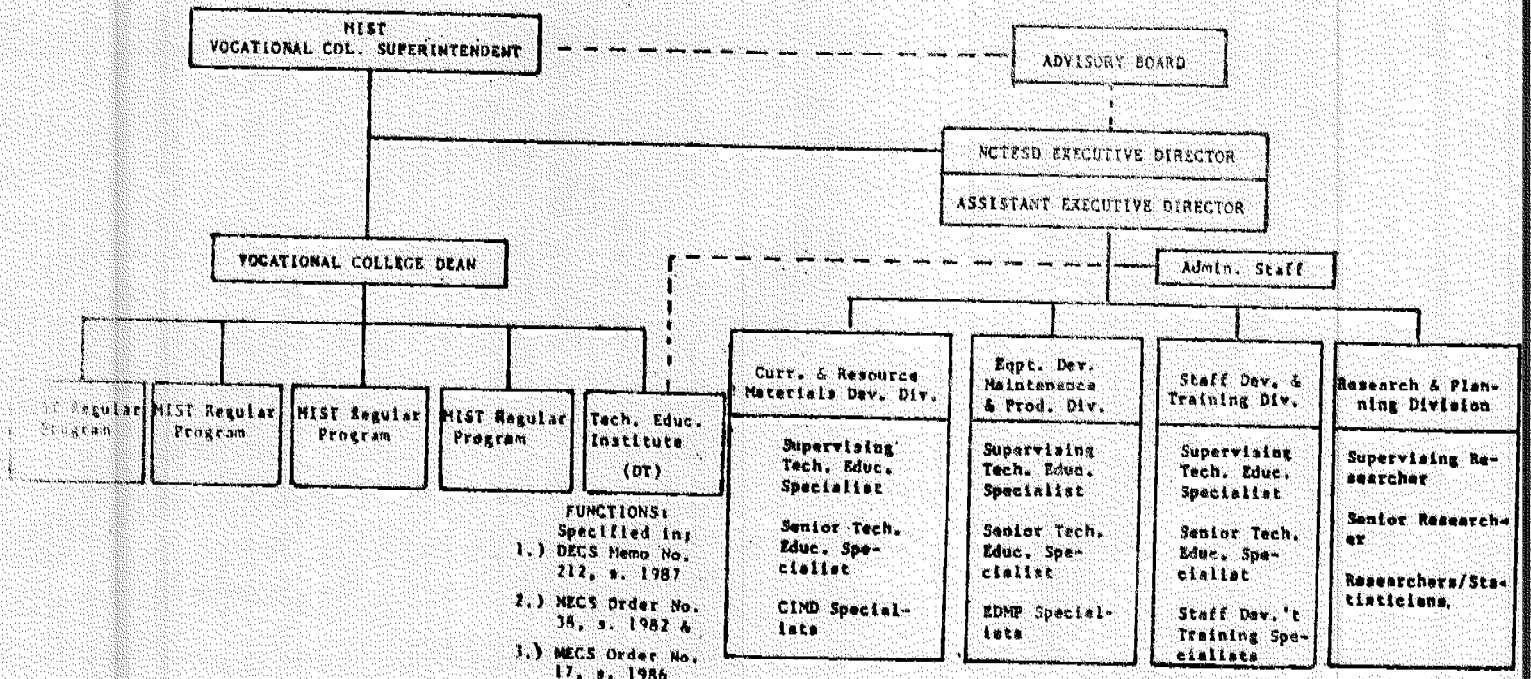 MIST
VOCATIONAL COL. SUPERINTENDENT
ADVISORY BOARD
NCTESD EXECUTIVE DIRECTOR
ASSISTANT EXECUTIVE DIRECTOR
VOCATIONAL COLLEGE DEAN
Admin. Staff
Regular
Program
MIST Regular
Program
MIST Regular
Program
MIST Regular
Program
Tech. Educ.
Institute
(DT)
FUNCTIONS:
Specified in;
1.) DECS Memo No.
212, s. 1987
2.) MECS Order No.
s. 1982 &
3.) MECS Order No.
17, s. 1986
Curr. & Resource
Materials Dev. Div.
Supervising
Tech. Educ.
Specialist
Senior Tech.
Educ. Spe-
cialist
CIMD Special-
ists
Eqpt. Dev.
Maintenance
& Prod. Div.
Supervising
Tech. Educ.
Specialist
Senior Tech.
Educ. Spe-
cialist
EDMP Special-
ists
Staff Dev. &
Training Div.
Supervising
Tech. Educ.
Specialist
Senior Tech.
Educ. Spe-
cialist
Staff Dev.'t
Training Spe-
cialists
Research & Plan-
ning Division
Supervising Re-
searcher
Senior Research-
er
Researchers/Sta-
tisticians.